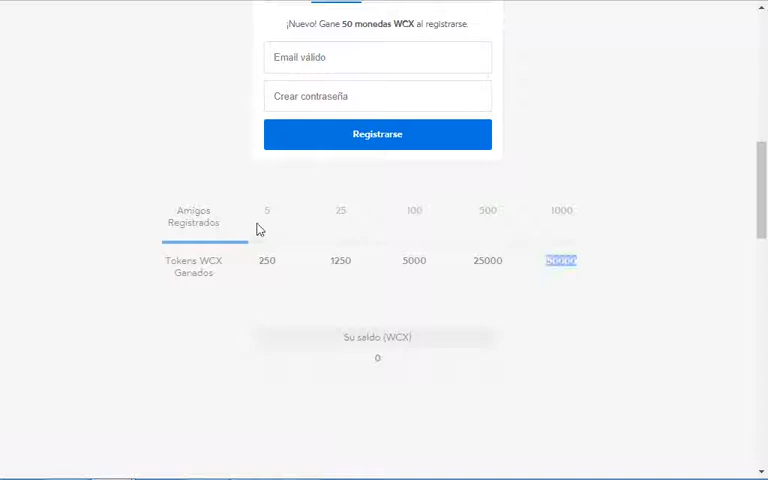 ¡Nuevo! Gane 50 monedas WCX al registrarse.
Email válido
Crear contraseña
Registrarse
Amigos Registrados 5 25 100 500 1000
Tokens WCX Ganados 250 1250 5000 25000 50000
Su saldo (WCX)
0